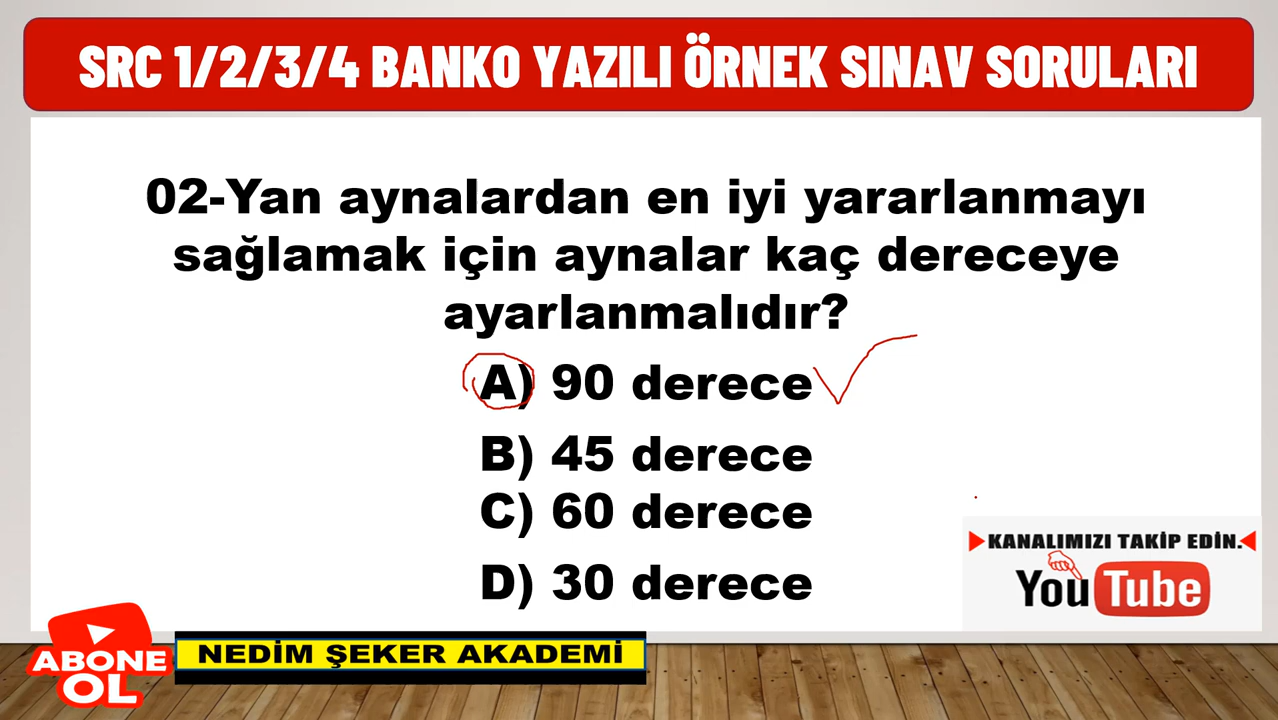 SRC 1/2/3/4 BANKO YAZILI ÖRNEK SINAV SORULARI
02-Yan aynalardan en iyi yararlanmayı
sağlamak için aynalar kaç dereceye
ayarlanmalıdır?
A) 90 derece
B) 45 derece
C) 60 derece
D) 30 derece
KANALIMIZI TAKİP EDİN.
YouTube
ABONE
OL
NEDİM ŞEKER AKADEMİ